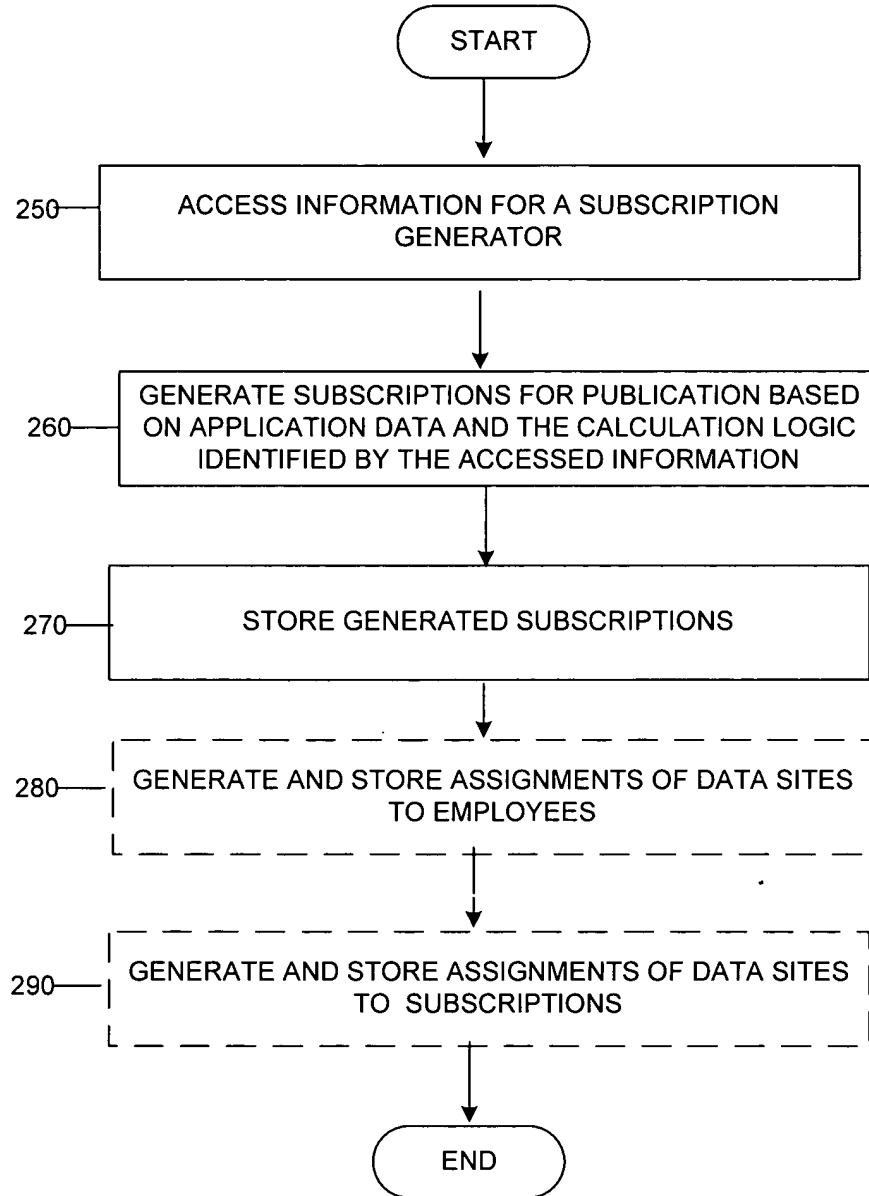 START
250
ACCESS INFORMATION FOR A SUBSCRIPTION
GENERATOR
260
GENERATE SUBSCRIPTIONS FOR PUBLICATION BASED
ON APPLICATION DATA AND THE CALCULATION LOGIC
IDENTIFIED BY THE ACCESSED INFORMATION
270
STORE GENERATED SUBSCRIPTIONS
280
GENERATE AND STORE ASSIGNMENTS OF DATA SITES
TO EMPLOYEES
290
GENERATE AND STORE ASSIGNMENTS OF DATA SITES
TO SUBSCRIPTIONS
END